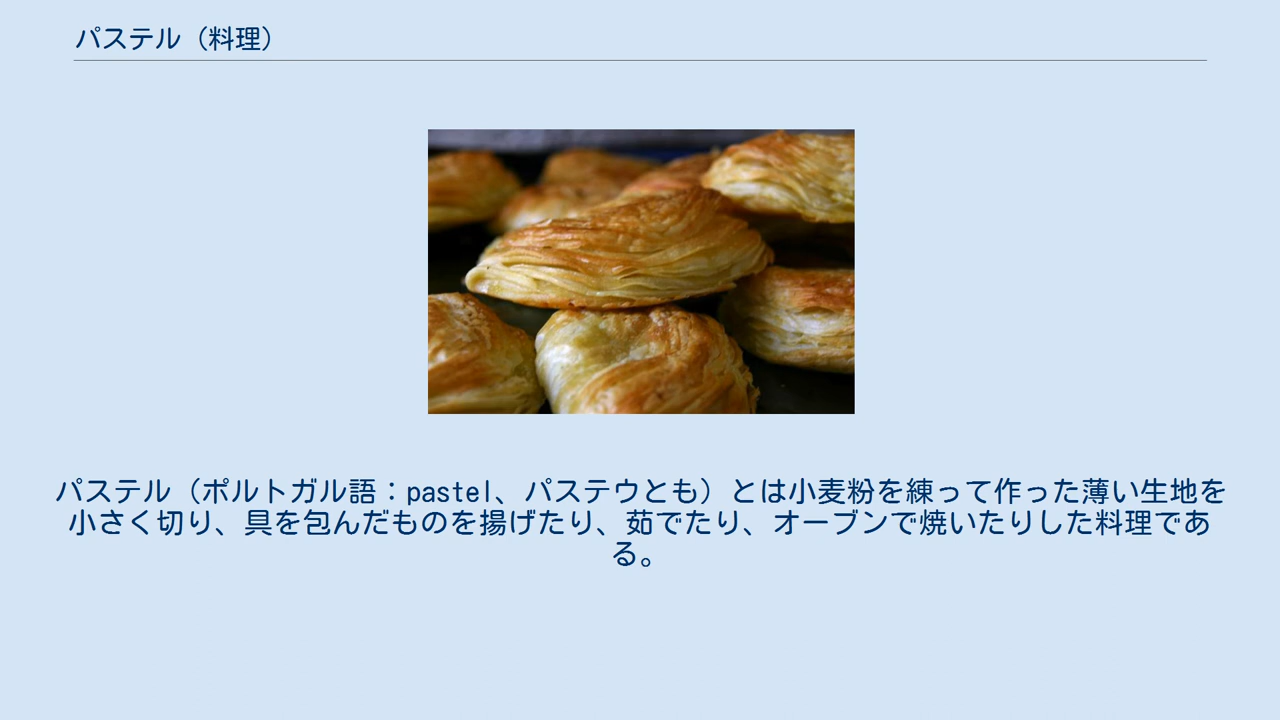 パステル（料理）
パステル（ポルトガル語：pastel、パステウとも）とは小麦粉を練って作った薄い生地を
小さく切り、具を包んだものを揚げたり、茹でたり、オーブンで焼いたりした料理であ
る。